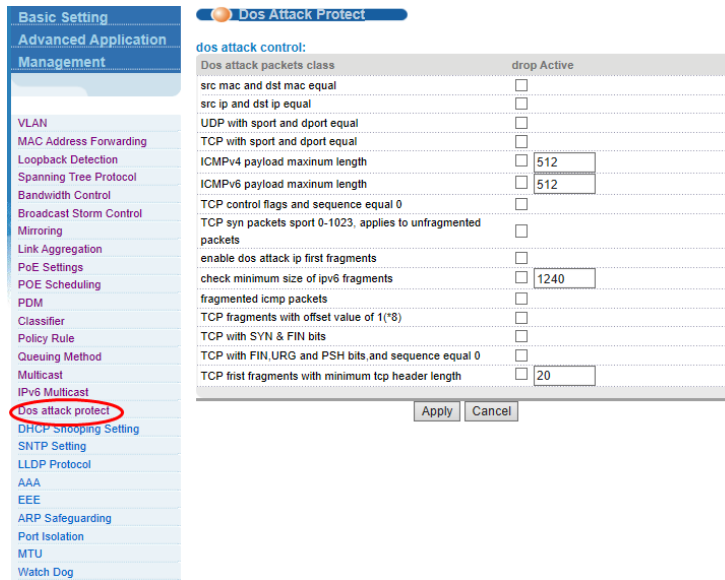 Basic Setting
Advanced Application
Management
VLAN
MAC Address Forwarding
Loopback Detection
Spanning Tree Protocol
Bandwidth Control
Broadcast Storm Control
Mirroring
Link Aggregation
PoE Settings
POE Scheduling
PDM
Classifier
Policy Rule
Queuing Method
Multicast
IPv6 Multicast
Dos attack protect
DHCP Snooping Setting
SNTP Setting
LLDP Protocol
AAA
EEE
ARP Safeguarding
Port Isolation
MTU
Watch Dog
Dos Attack Protect
dos attack control:
Dos attack packets class drop Active
src mac and dst mac equal
src ip and dst ip equal
UDP with sport and dport equal
TCP with sport and dport equal
ICMPv4 payload maxinum length 512
ICMPv6 payload maxinum length 512
TCP control flags and sequence equal 0
TCP syn packets sport 0-1023, applies to unfragmented
packets
enable dos attack ip first fragments
check minimum size of ipv6 fragments 1240
fragmented icmp packets
TCP fragments with offset value of 1(*8)
TCP with SYN & FIN bits
TCP with FIN,URG and PSH bits,and sequence equal 0
TCP frist fragments with minimum tcp header length 20
Apply Cancel